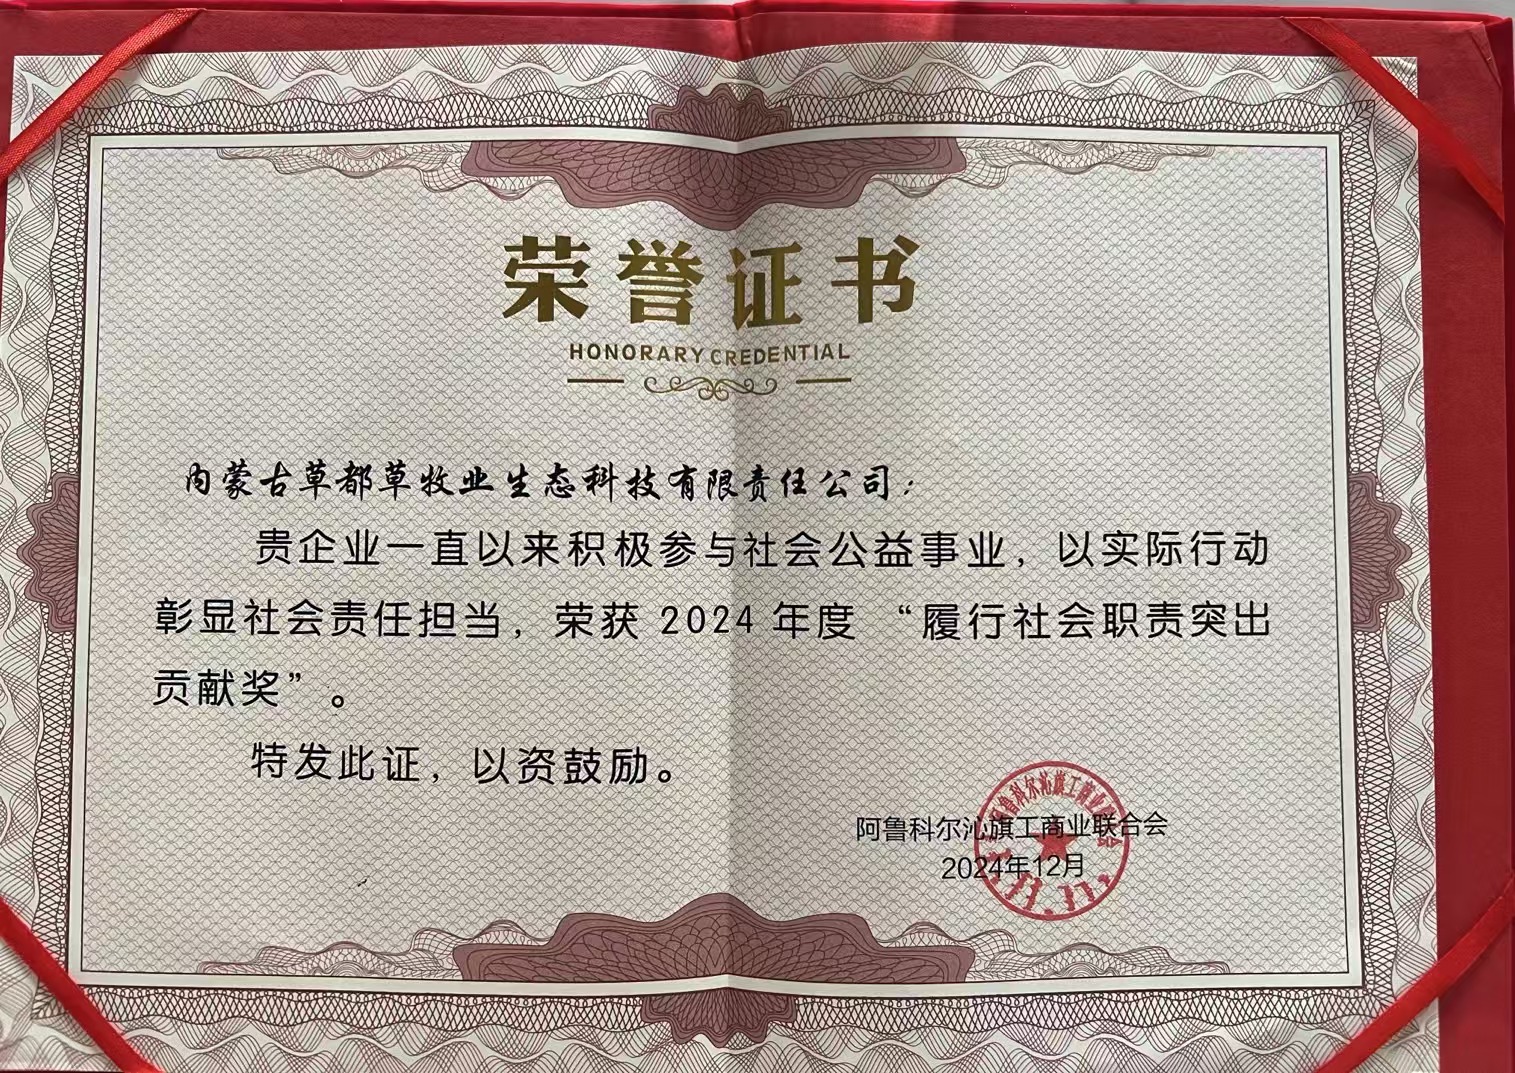 荣誉证书
HONORARY CREDENTIAL
内蒙古草都草牧业生态科技有限责任公司：
贵企业一直以来积极参与社会公益事业，以实际行动
彰显社会责任担当，荣获 2024 年度 “履行社会职责突出
贡献奖”。
特发此证，以资鼓励。
阿鲁科尔沁旗工商业联合会
2024年12月